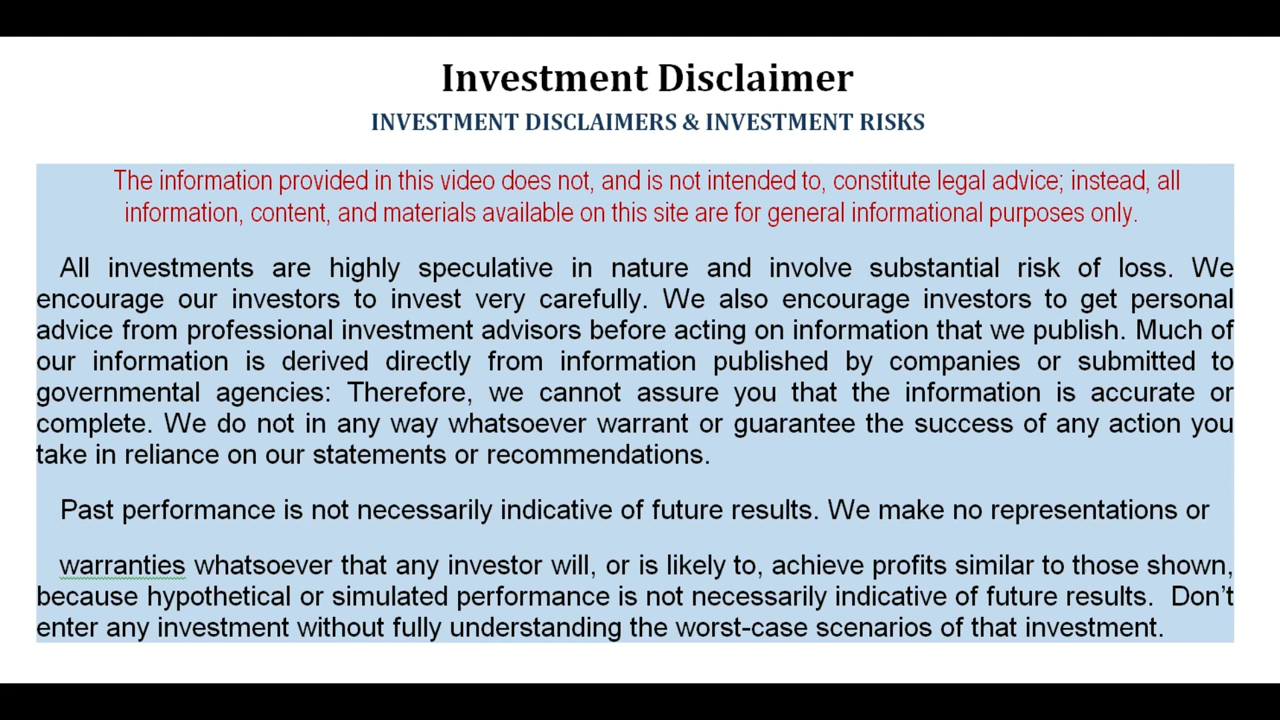 Investment Disclaimer
INVESTMENT DISCLAIMERS & INVESTMENT RISKS
The information provided in this video does not, and is not intended to, constitute legal advice; instead, all
information, content, and materials available on this site are for general informational purposes only.
All investments are highly speculative in nature and involve substantial risk of loss. We
encourage our investors to invest very carefully. We also encourage investors to get personal
advice from professional investment advisors before acting on information that we publish. Much of
our information is derived directly from information published by companies or submitted to
governmental agencies: Therefore, we cannot assure you that the information is accurate or
complete. We do not in any way whatsoever warrant or guarantee the success of any action you
take in reliance on our statements or recommendations.
Past performance is not necessarily indicative of future results. We make no representations or
warranties whatsoever that any investor will, or is likely to, achieve profits similar to those shown,
because hypothetical or simulated performance is not necessarily indicative of future results.  Don’t
enter any investment without fully understanding the worst-case scenarios of that investment.